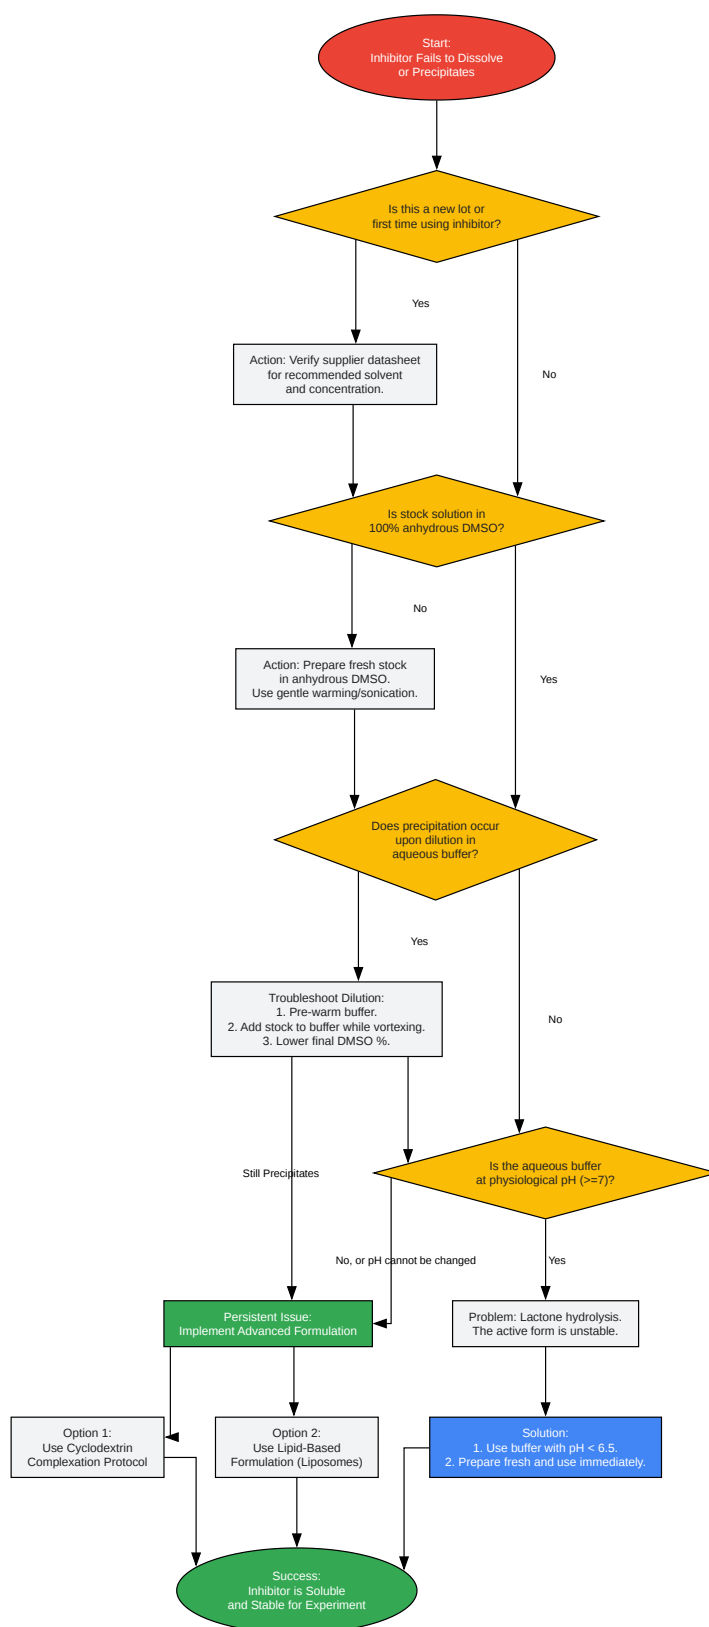 Start:
Inhibitor Fails to Dissolve
or Precipitates
Is this a new lot or
first time using inhibitor?
Yes
Action: Verify supplier datasheet
for recommended solvent
and concentration.
No
Is stock solution in
100% anhydrous DMSO?
No
Action: Prepare fresh stock
in anhydrous DMSO.
Use gentle warming/sonication.
Yes
Does precipitation occur
upon dilution in
aqueous buffer?
Yes
Troubleshoot Dilution:
1. Pre-warm buffer.
2. Add stock to buffer while vortexing.
3. Lower final DMSO %.
No
Still Precipitates
Is the aqueous buffer
at physiological pH (>=7)?
No, or pH cannot be changed
Yes
Persistent Issue:
Implement Advanced Formulation
Problem: Lactone hydrolysis.
The active form is unstable.
Option 1:
Use Cyclodextrin
Complexation Protocol
Option 2:
Use Lipid-Based
Formulation (Liposomes)
Solution:
1. Use buffer with pH < 6.5.
2. Prepare fresh and use immediately.
Success:
Inhibitor is Soluble
and Stable for Experiment